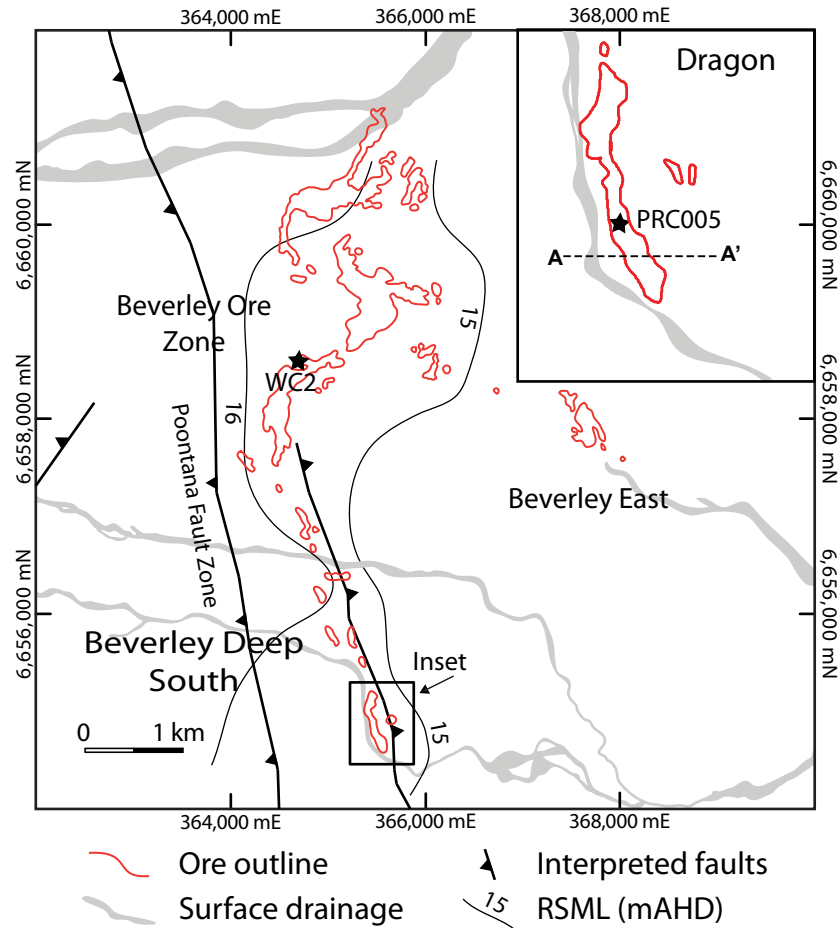 364,000 mE
366,000 mE
368,000 mE
Dragon
PRC005
A
A'
6,660,000 mN
6,658,000 mN
6,656,000 mN
6,660,000 mN
6,658,000 mN
6,656,000 mN
Beverley Ore
Zone
15
WC2
16
Poontana Fault Zone
Beverley East
Beverley Deep
South
Inset
15
0
1 km
364,000 mE
366,000 mE
368,000 mE
Ore outline
Interpreted faults
Surface drainage
15
RSML (mAHD)